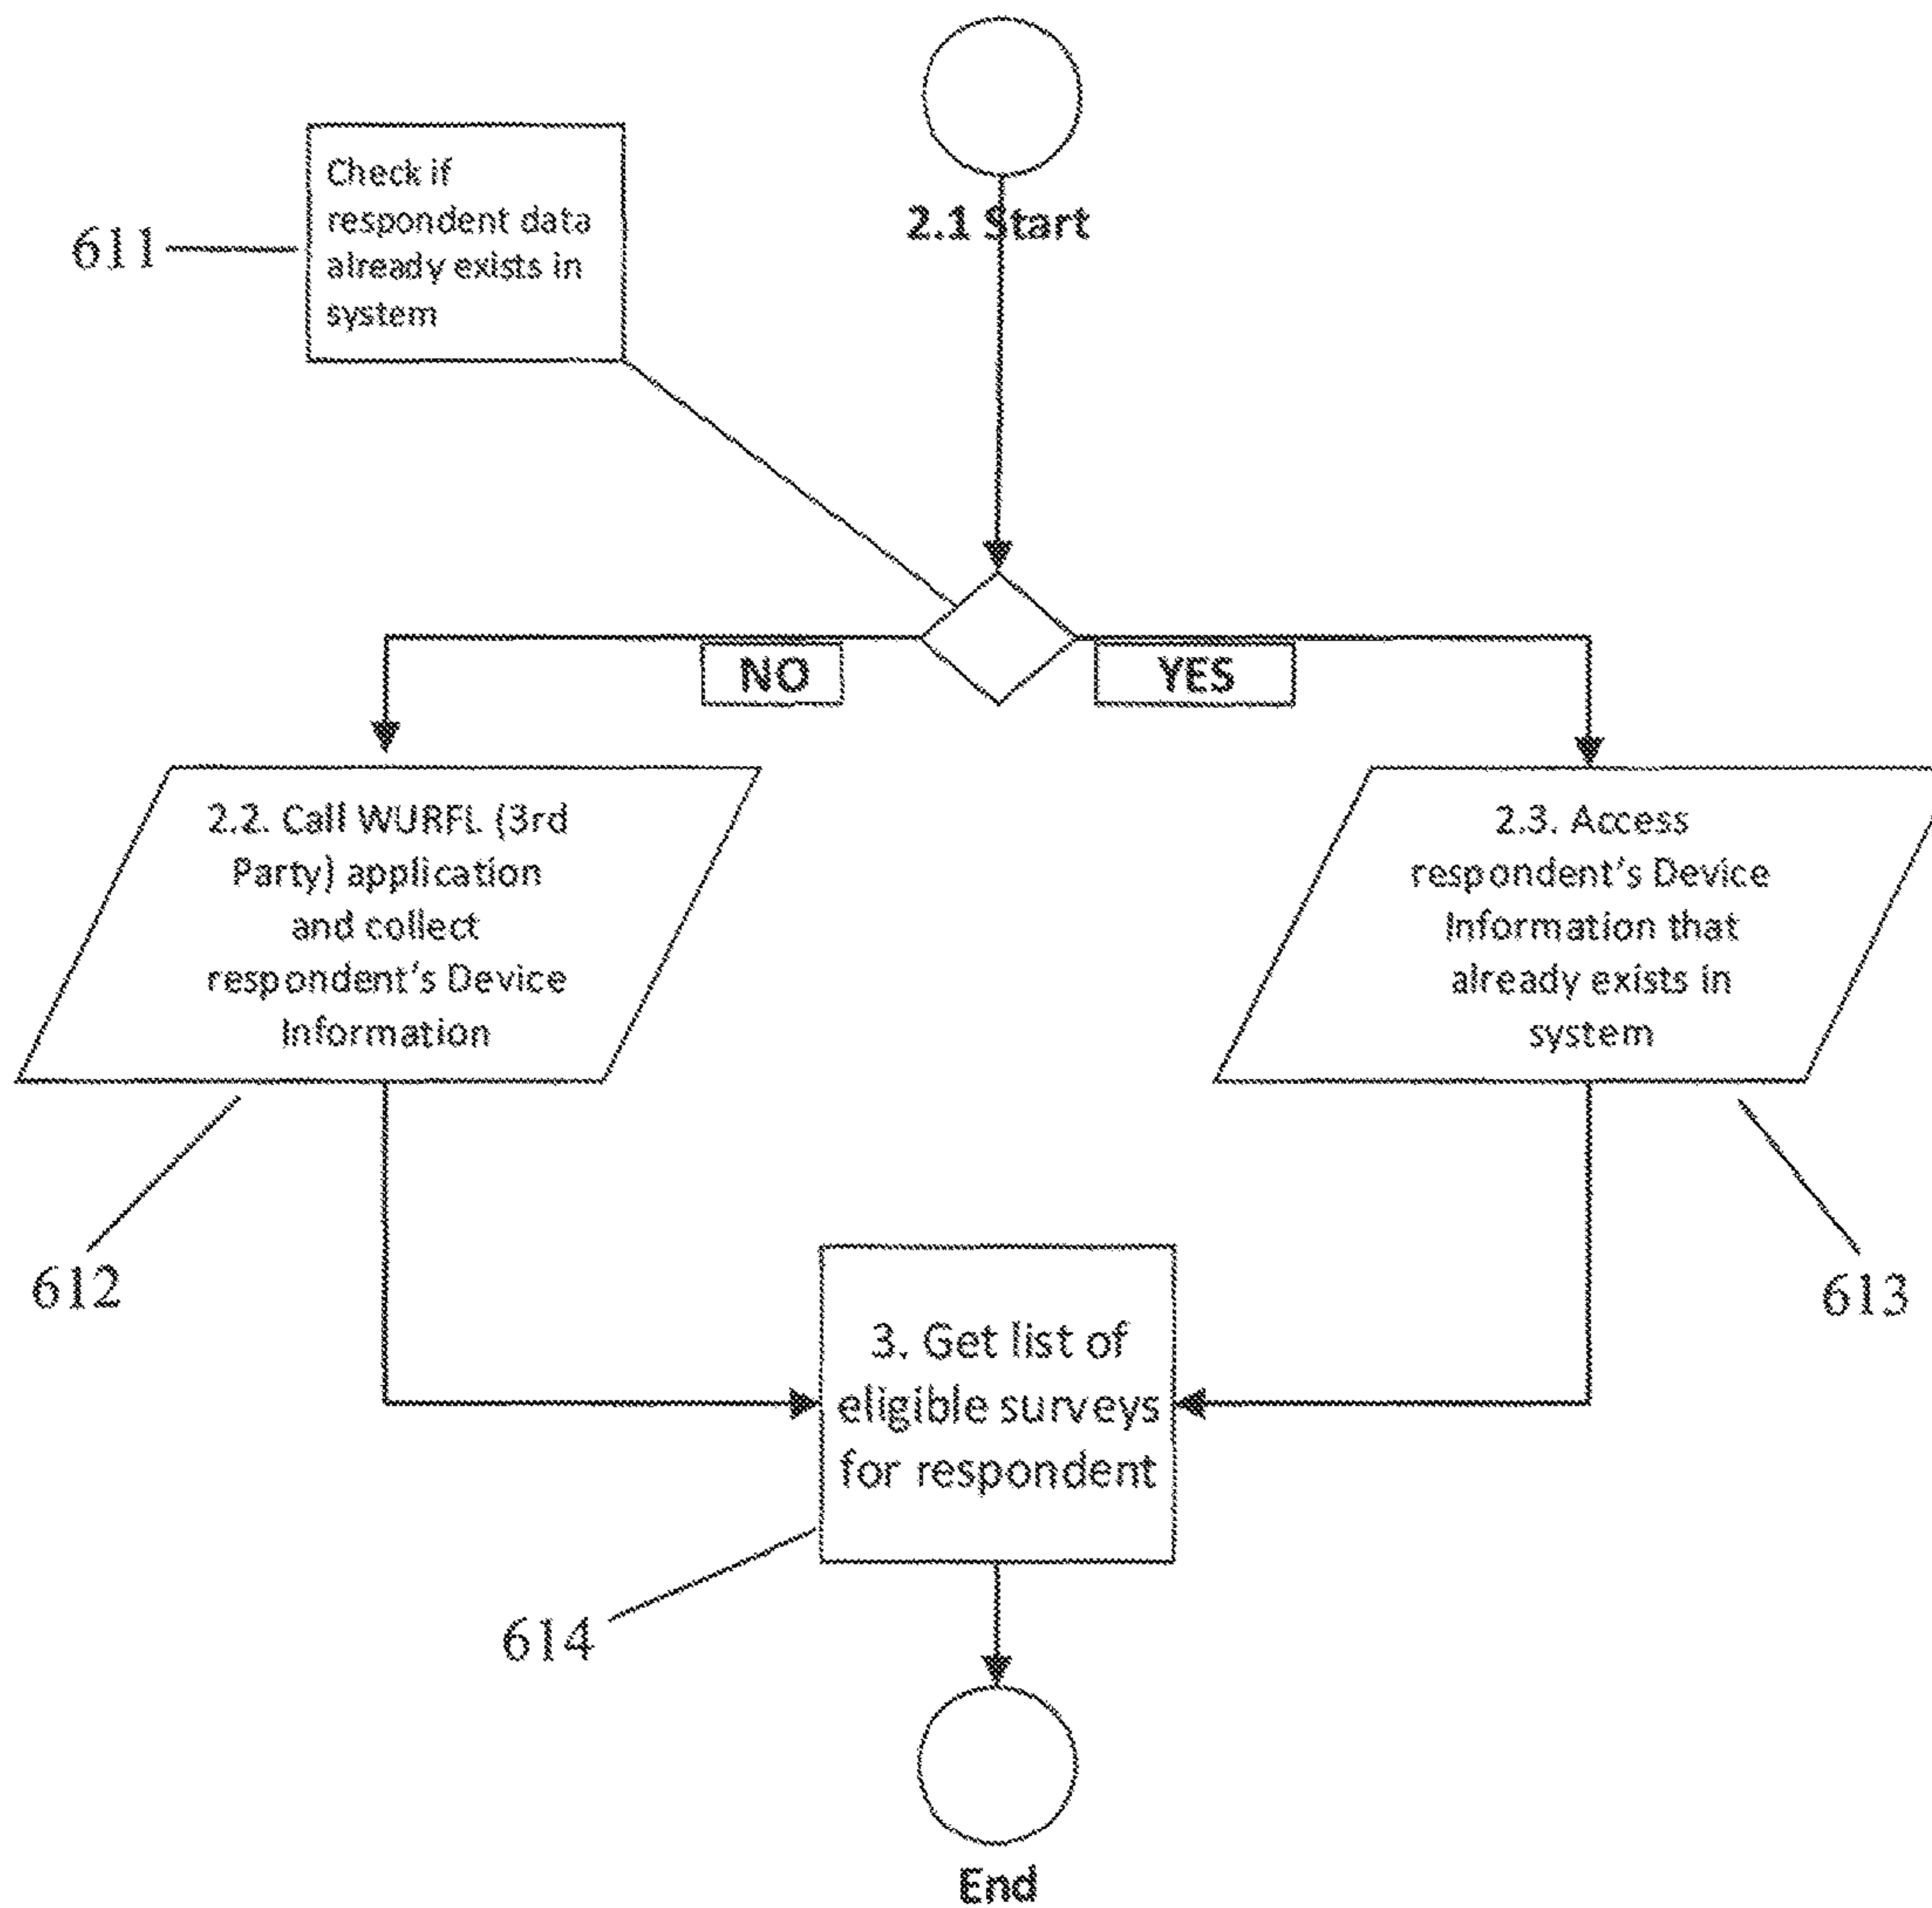 Check if
respondent data
already exists in
system
611
2.1 Start
NO
YES
2.2. Call WURFL (3rd
Party) application
and collect
respondent's Device
Information
2.3. Access
respondent's Device
Information that
already exists in
system
612
613
3. Get list of
eligible surveys
for respondent
614
End